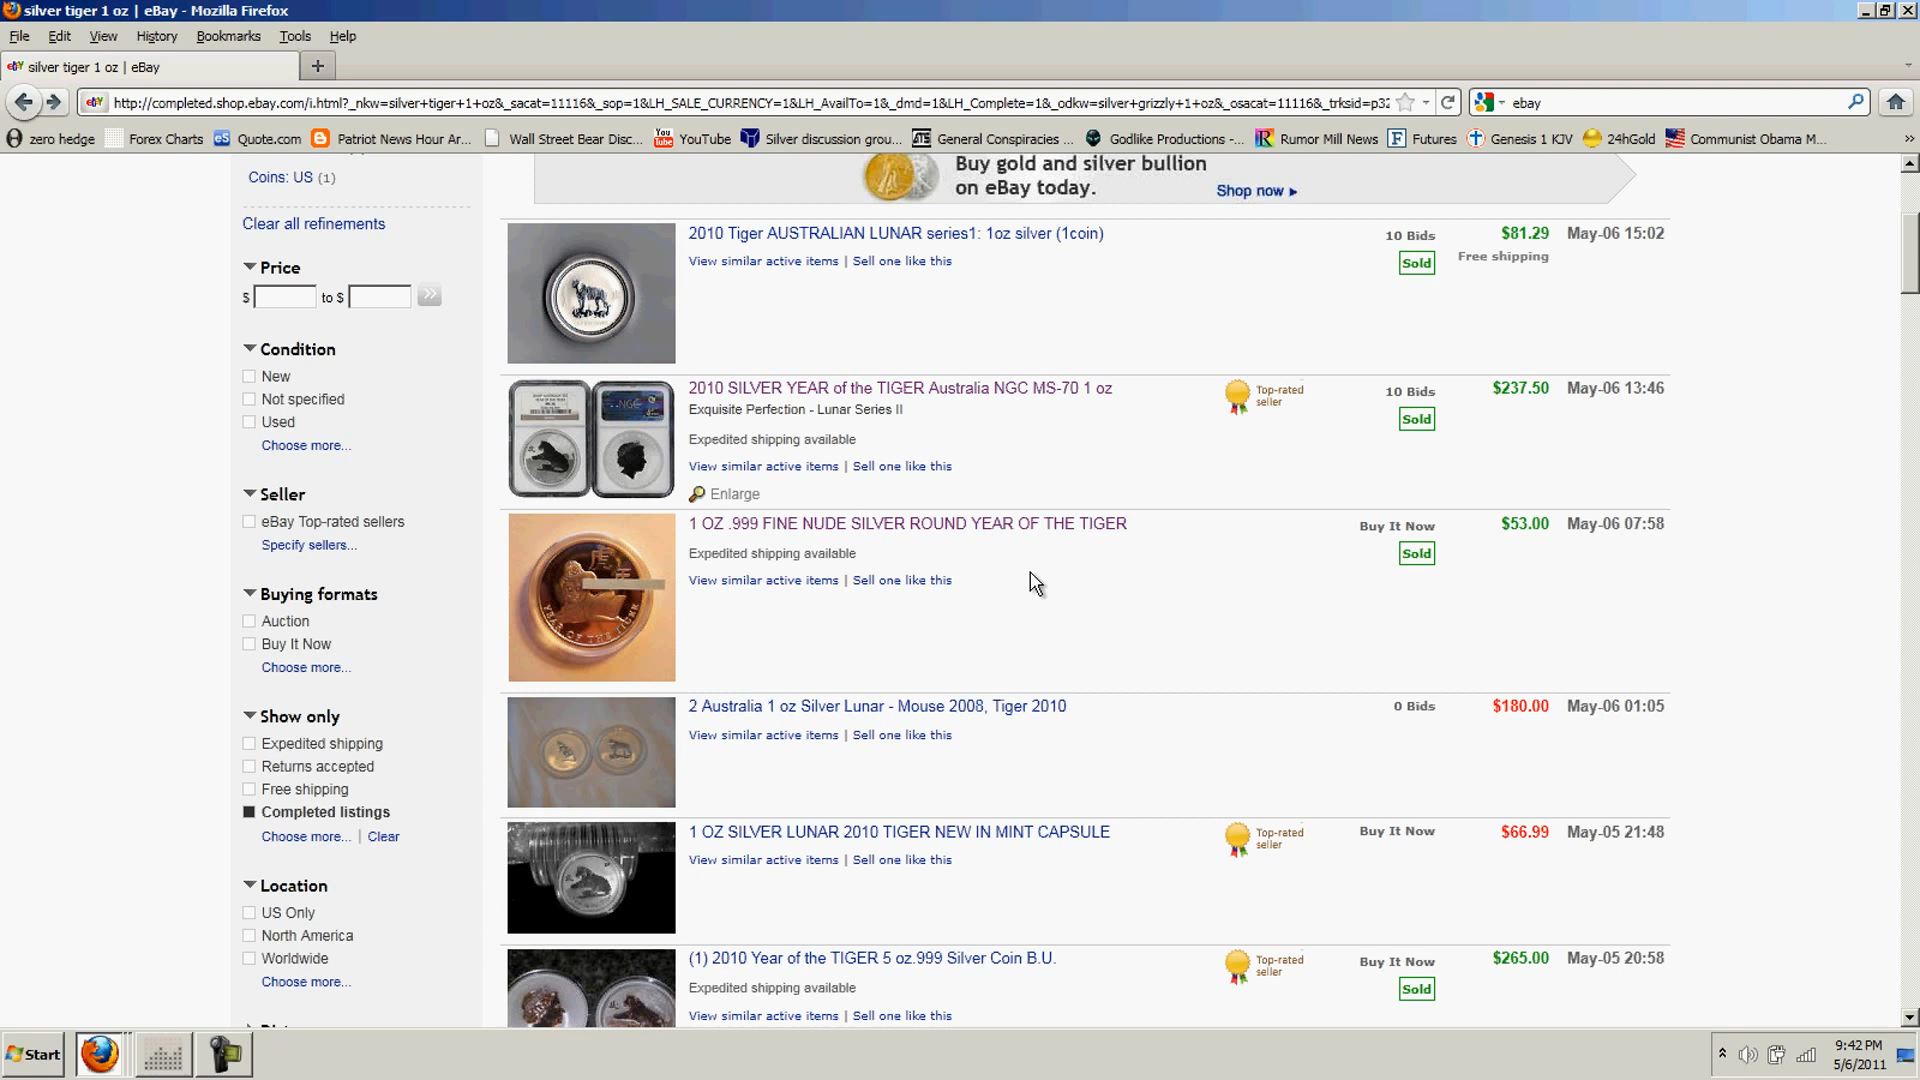 silver tiger 1 oz | eBay - Mozilla Firefox
File Edit View History Bookmarks Tools Help
silver tiger 1 oz | eBay
http://completed.shop.ebay.com/i.html?_nkw=silver+tiger+1+oz&_sacat=11116&_sop=1&LH_SALE_CURRENCY=1&LH_AvailTo=1&_dmd=1&LH_Complete=1&_odkw=silver+grizzly+1+oz&_osacat=11116&_trksid=p32
ebay
zero hedge Forex Charts Quote.com Patriot News Hour Ar... Wall Street Bear Disc... YouTube Silver discussion grou... General Conspiracies ... Godlike Productions -... Rumor Mill News Futures Genesis 1 KJV 24hGold Communist Obama M...
Coins: US (1)
Clear all refinements
Price
$ to $
Condition
New
Not specified
Used
Choose more...
Seller
eBay Top-rated sellers
Specify sellers...
Buying formats
Auction
Buy It Now
Choose more...
Show only
Expedited shipping
Returns accepted
Free shipping
Completed listings
Choose more... | Clear
Location
US Only
North America
Worldwide
Choose more...
Buy gold and silver bullion
on eBay today. Shop now
2010 Tiger AUSTRALIAN LUNAR series1: 1oz silver (1coin) 10 Bids $81.29 May-06 15:02
View similar active items | Sell one like this Sold Free shipping
2010 SILVER YEAR of the TIGER Australia NGC MS-70 1 oz Top-rated seller 10 Bids $237.50 May-06 13:46
Exquisite Perfection - Lunar Series II Sold
Expedited shipping available
View similar active items | Sell one like this
Enlarge
NGC
1 OZ .999 FINE NUDE SILVER ROUND YEAR OF THE TIGER Buy It Now $53.00 May-06 07:58
Expedited shipping available Sold
View similar active items | Sell one like this
YEAR OF THE TIGER
2 Australia 1 oz Silver Lunar - Mouse 2008, Tiger 2010 0 Bids $180.00 May-06 01:05
View similar active items | Sell one like this
1 OZ SILVER LUNAR 2010 TIGER NEW IN MINT CAPSULE Top-rated seller Buy It Now $66.99 May-05 21:48
View similar active items | Sell one like this
(1) 2010 Year of the TIGER 5 oz.999 Silver Coin B.U. Top-rated seller Buy It Now $265.00 May-05 20:58
Expedited shipping available Sold
View similar active items | Sell one like this
Start
9:42 PM
5/6/2011